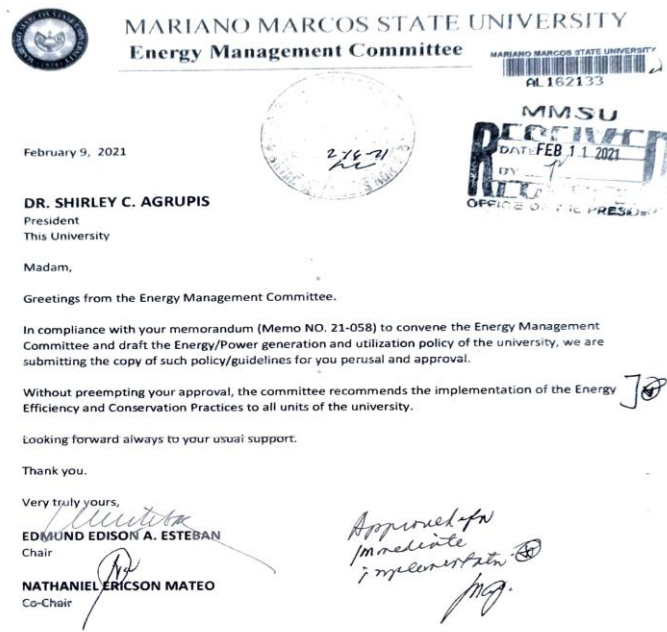 MARIANO MARCOS STATE UNIVERSITY
Energy Management Committee
MARIANO MARCOS STATE UNIVERSITY
AL162133
MMSU
RECEIVED
DATE FEB 11 2021
BY
OFFICE OF THE PRESIDENT
February 9, 2021
DR. SHIRLEY C. AGRUPIS
President
This University
Madam,
Greetings from the Energy Management Committee.
In compliance with your memorandum (Memo NO. 21-058) to convene the Energy Management
Committee and draft the Energy/Power generation and utilization policy of the university, we are
submitting the copy of such policy/guidelines for you perusal and approval.
Without preempting your approval, the committee recommends the implementation of the Energy
Efficiency and Conservation Practices to all units of the university.
Looking forward always to your usual support.
Thank you.
Very truly yours,
EDMUND EDISON A. ESTEBAN
Chair
NATHANIEL ERICSON MATEO
Co-Chair
Approved for
immediate
implementatn